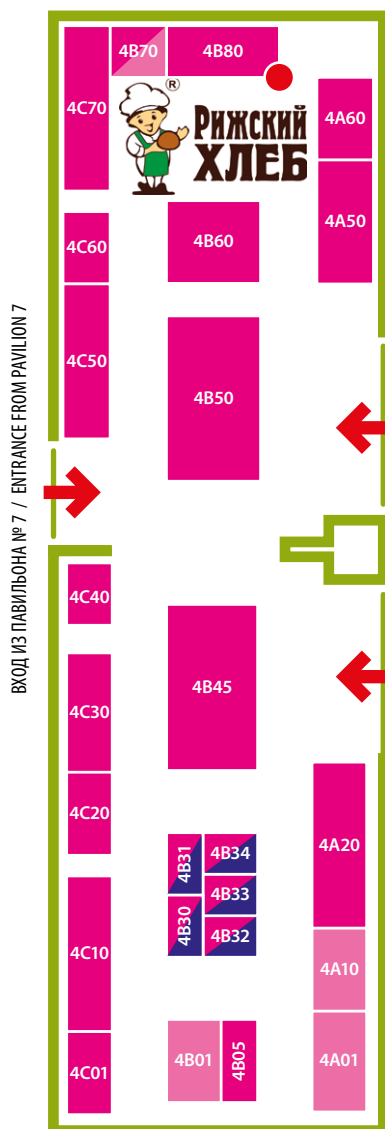 4B70
4B80
4C70
®
РИЖСКИЙ
ХЛЕБ
4A60
4A50
4C60
4B60
4C50
4B50
ВХОД ИЗ ПАВИЛЬОНА № 7 / ENTRANCE FROM PAVILION 7
4C40
4C30
4B45
4C20
4A20
4B31
4B34
4B33
4B30
4B32
4C10
4A10
4C01
4B01
4B05
4A01